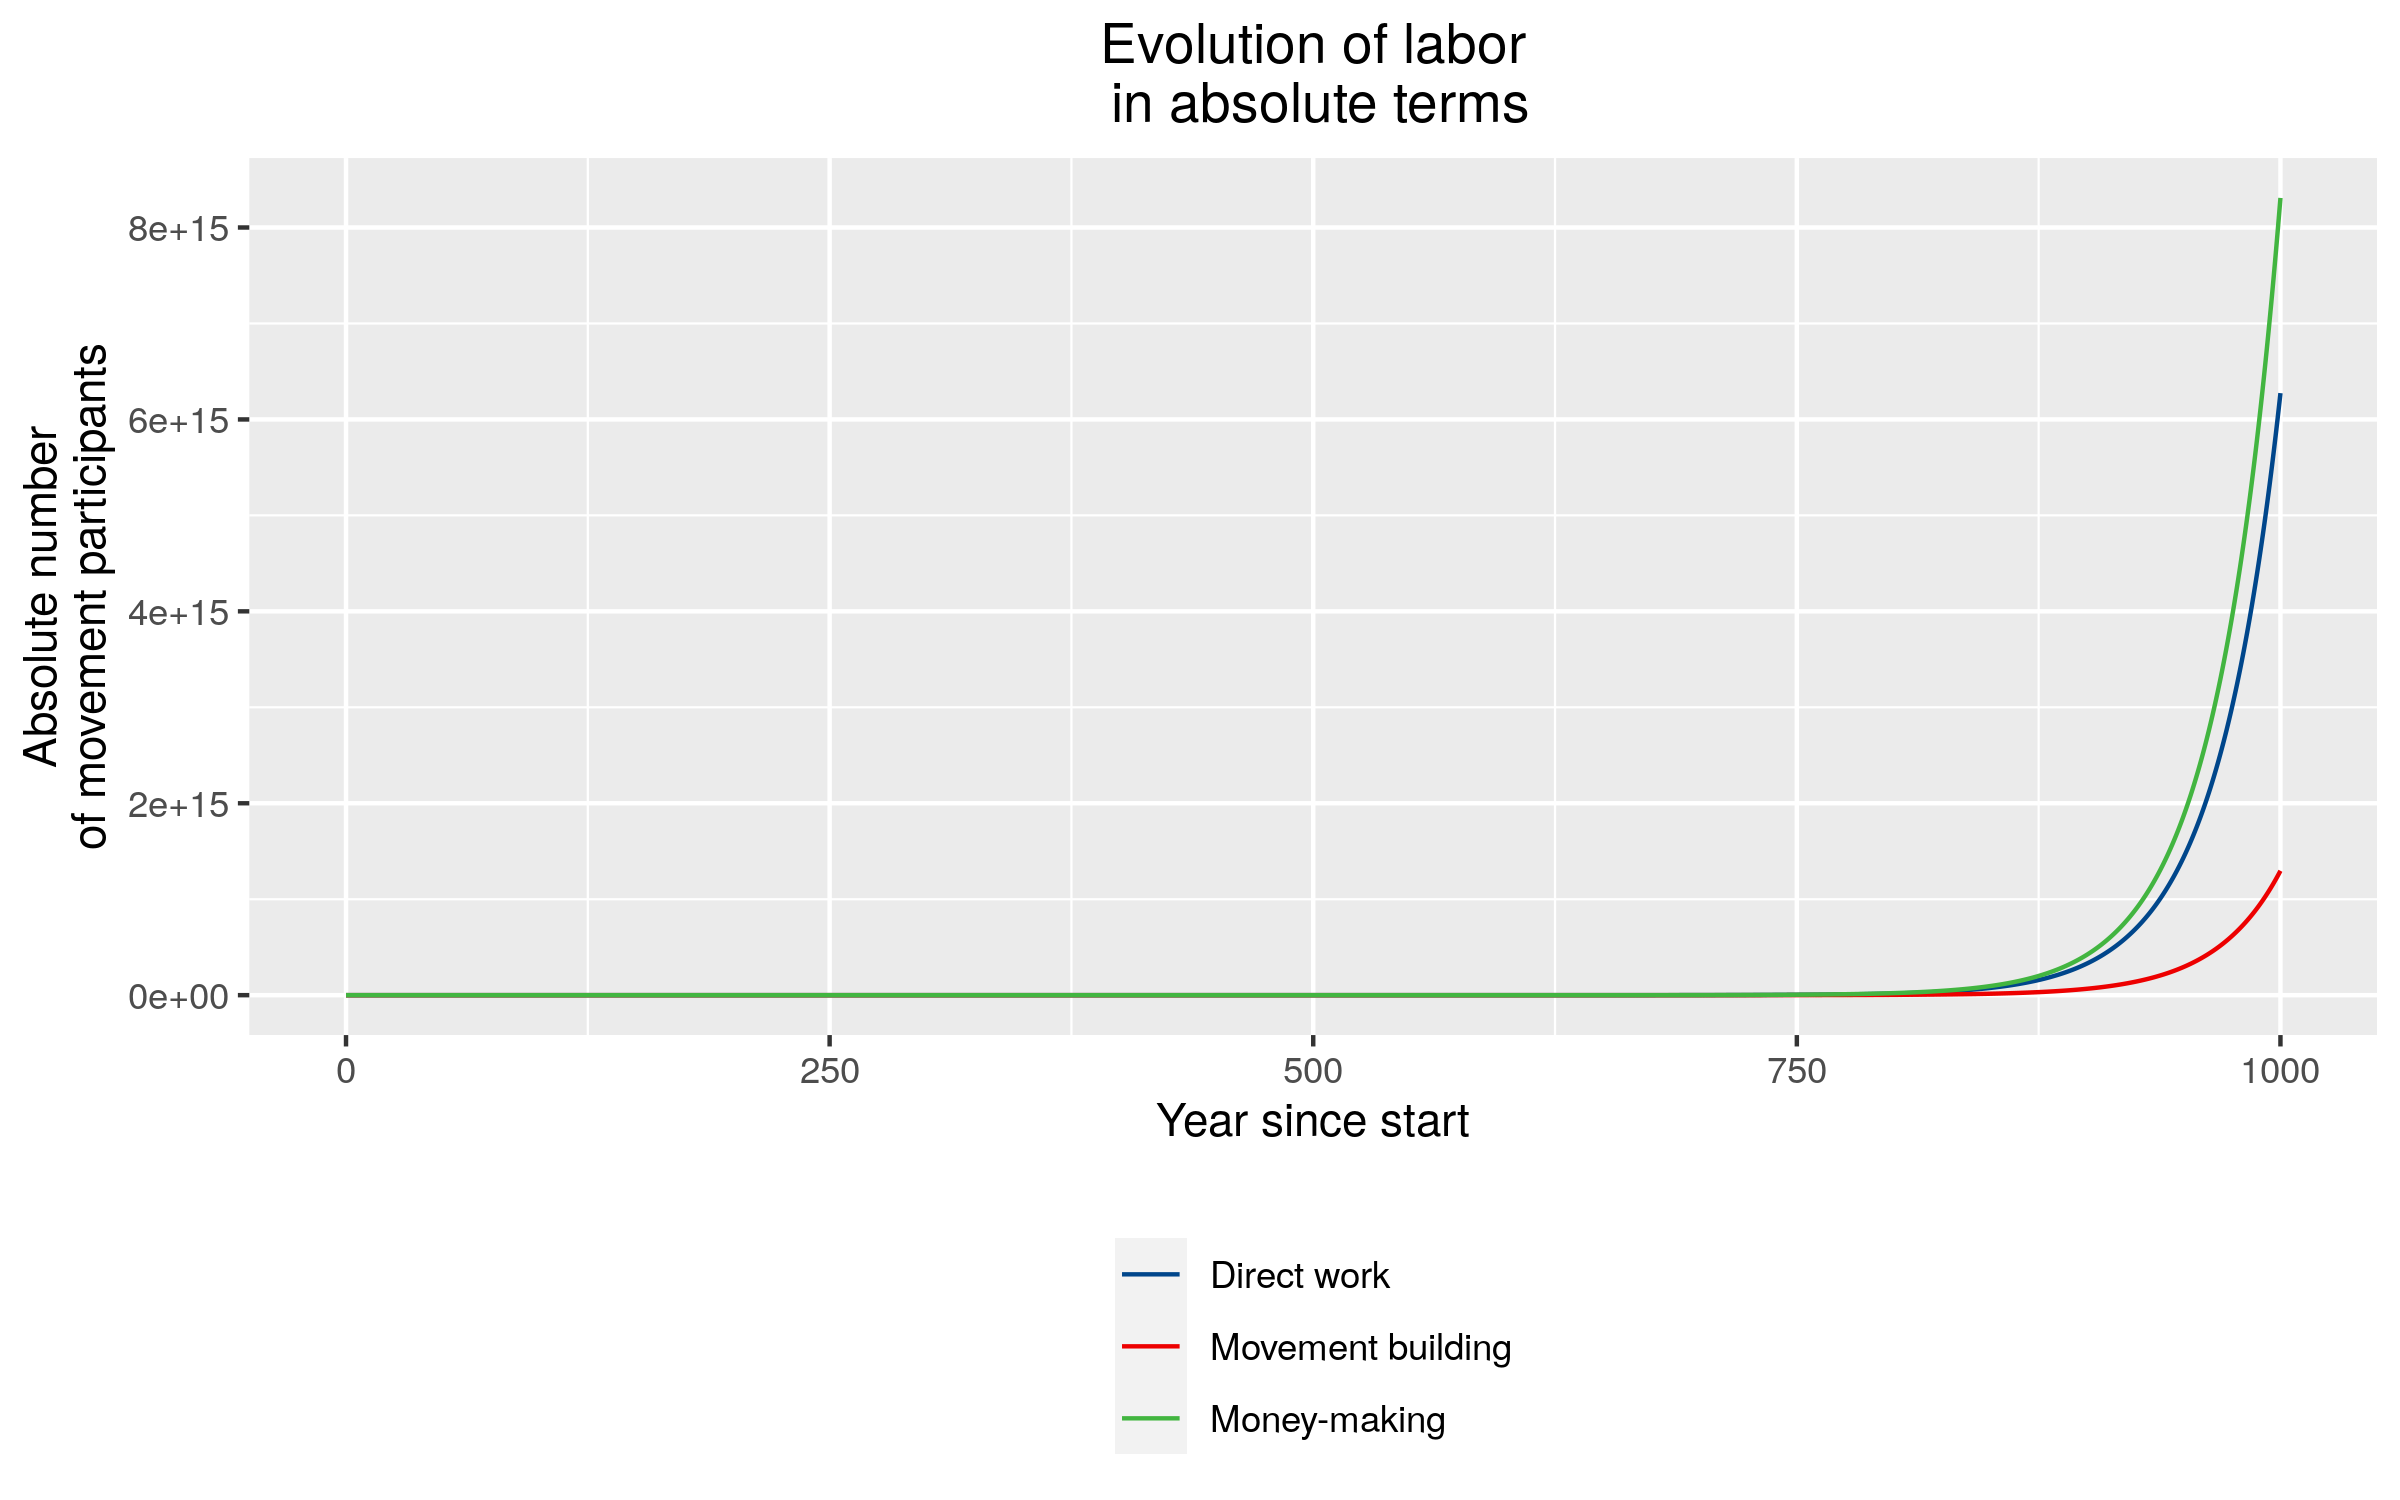 Evolution of labor
in absolute terms
Absolute number
of movement participants
8e+15
6e+15
4e+15
2e+15
0e+00
0
250
500
750
1000
Year since start
Direct work
Movement building
Money-making